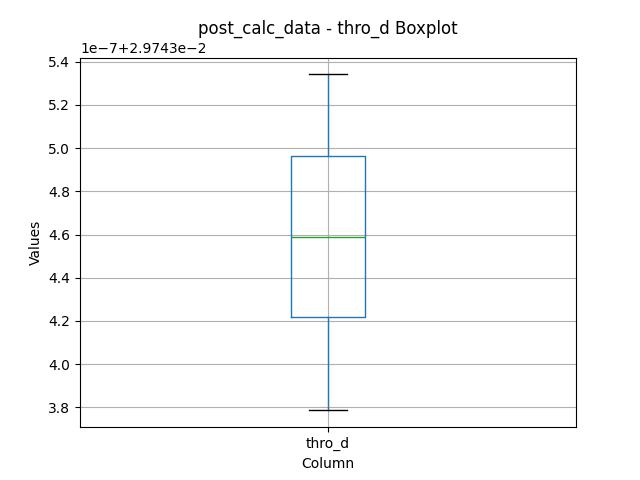 post_calc_data - thro_d Boxplot
1e−7+2.9743e−2
5.4
5.2
5.0
4.8
4.6
4.4
4.2
4.0
3.8
Values
thro_d
Column